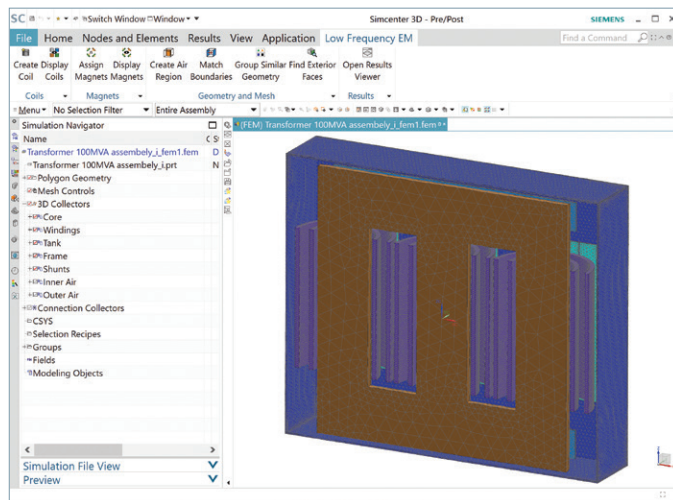 SC Switch Window Window Simcenter 3D - Pre/Post SIEMENS
File Home Nodes and Elements Results View Application Low Frequency EM Find a Command
Create Display Assign Display Create Air Match Group Similar Find Exterior Open Results
Coil Coils Magnets Magnets Region Boundaries Geometry Faces Viewer
Coils Magnets Geometry and Mesh Results
Menu No Selection Filter Entire Assembly
Simulation Navigator
(FEM) Transformer 100MVA assembely_i_fem1.fem
Name C S
Transformer 100MVA assembely_i_fem1.fem D
Transformer 100MVA assembely_i.prt N
Polygon Geometry
Mesh Controls
3D Collectors
Core
Windings
Tank
Frame
Shunts
Inner Air
Outer Air
Connection Collectors
CSYS
Selection Recipes
Groups
Fields
Modeling Objects
Simulation File View
Preview